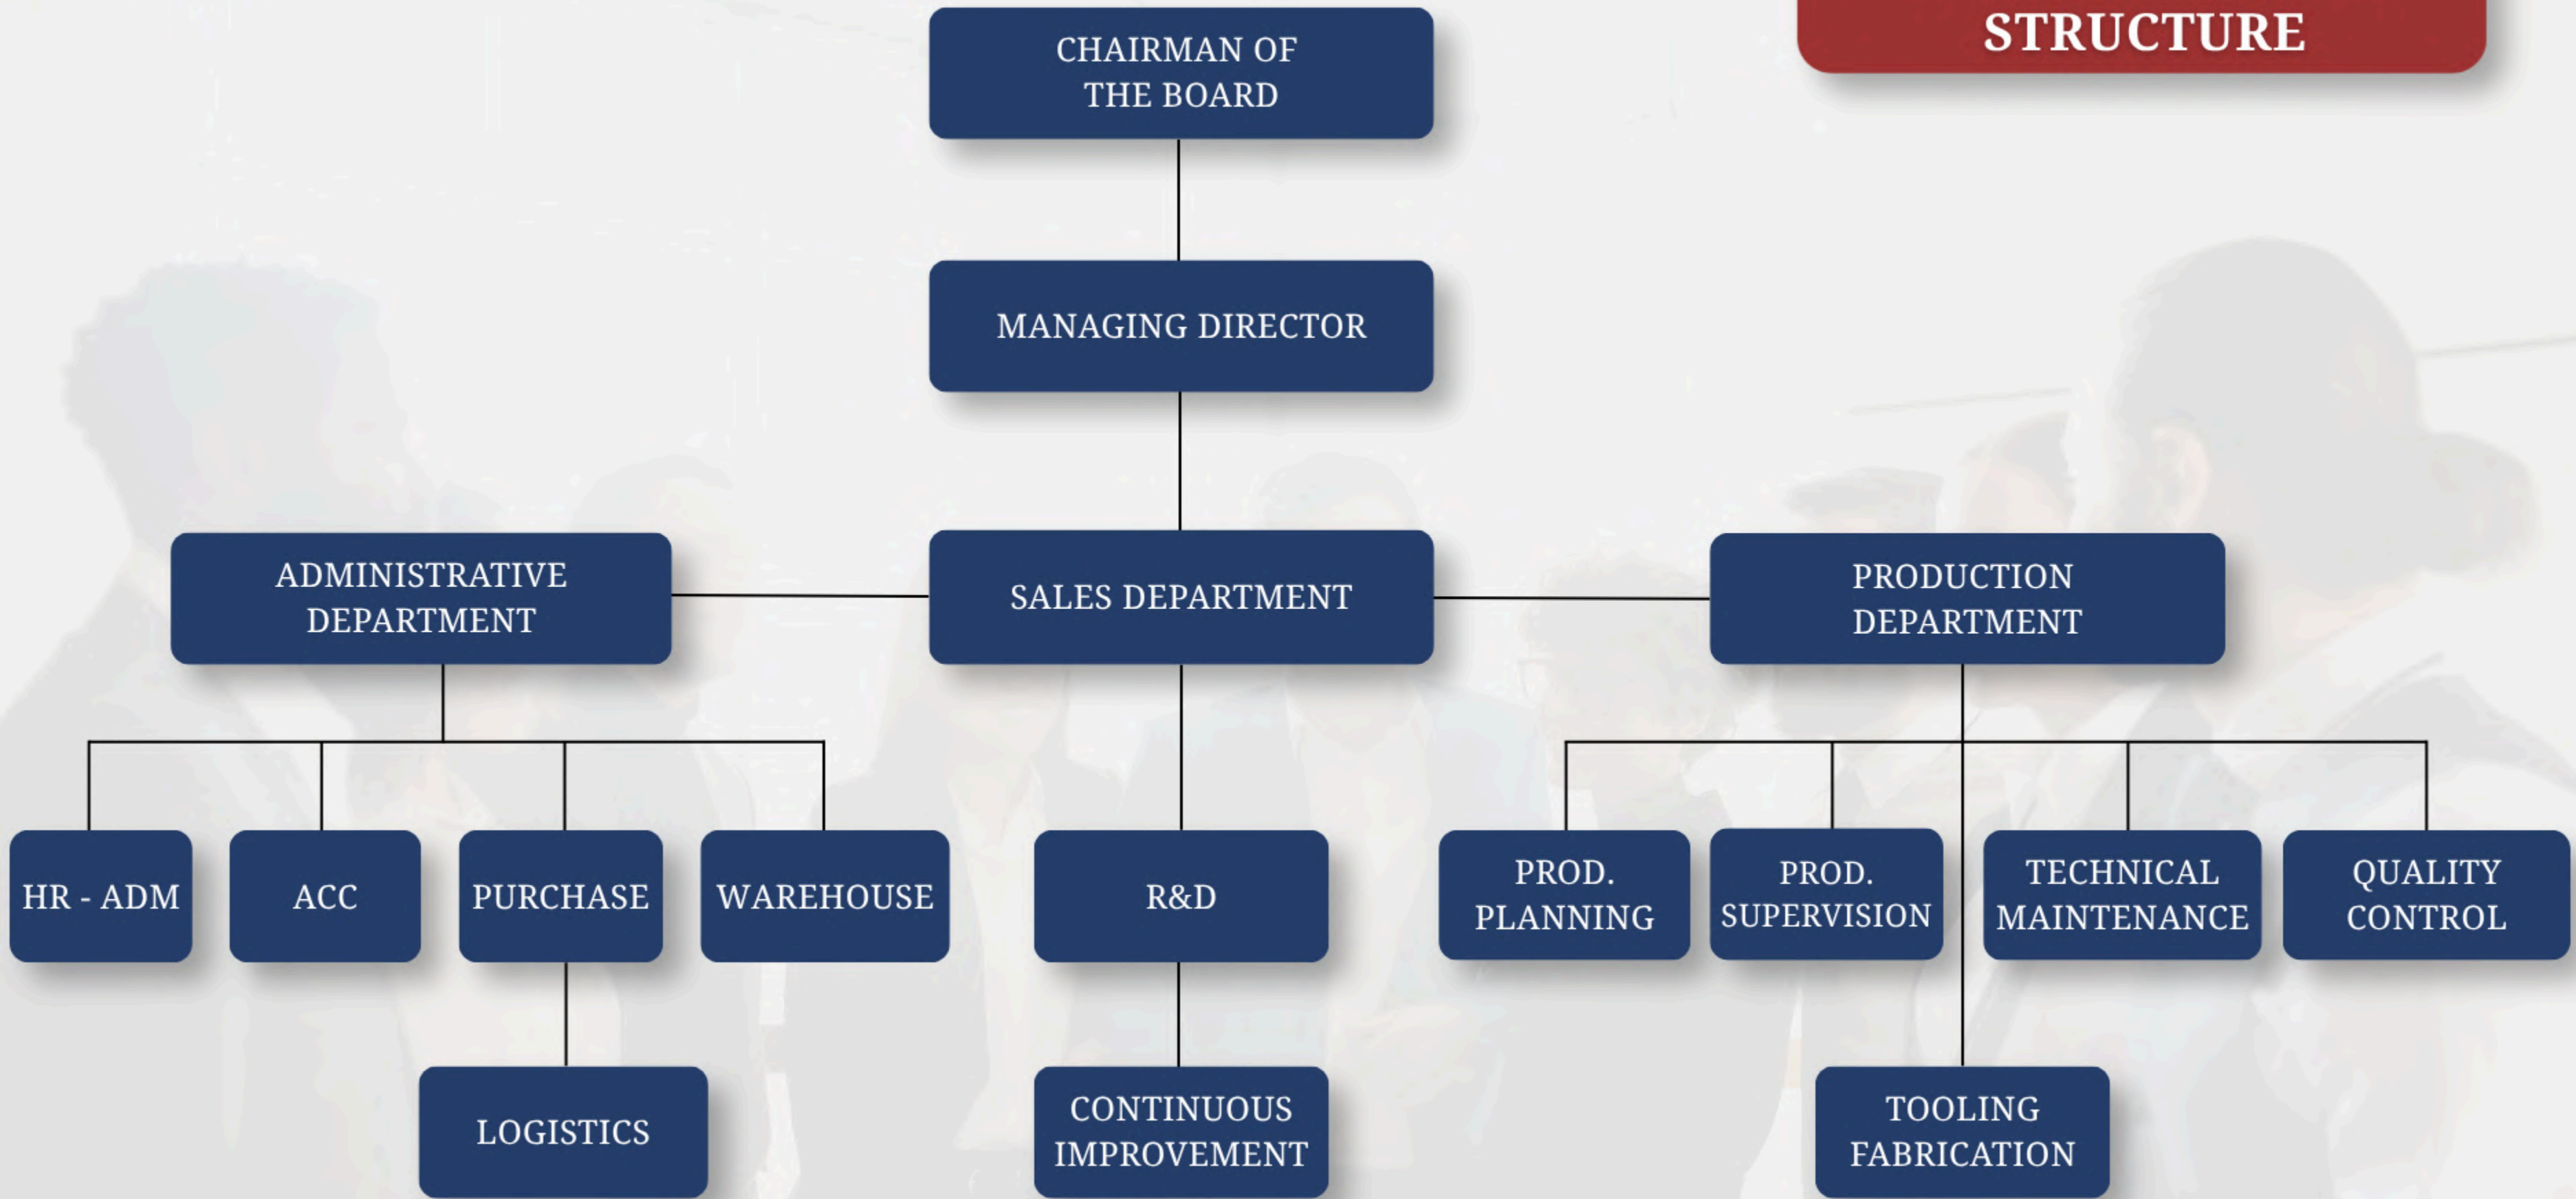 STRUCTURE
CHAIRMAN OF
THE BOARD
MANAGING DIRECTOR
ADMINISTRATIVE
DEPARTMENT
SALES DEPARTMENT
PRODUCTION
DEPARTMENT
HR - ADM
ACC
PURCHASE
WAREHOUSE
R&D
PROD.
PLANNING
PROD.
SUPERVISION
TECHNICAL
MAINTENANCE
QUALITY
CONTROL
LOGISTICS
CONTINUOUS
IMPROVEMENT
TOOLING
FABRICATION